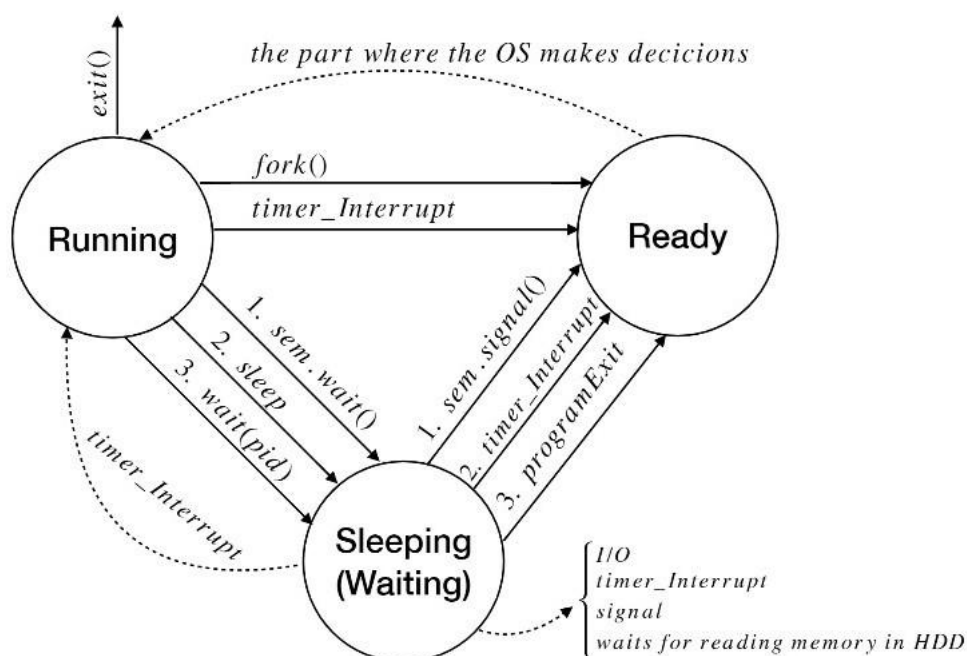 exit()
the part where the OS makes decicions
fork()
timer_Interrupt
Running
Ready
1. sem.wait()
2. sleep
3. wait(pid)
1. sem.signal()
2. timer_Interrupt
3. programExit
timer_Interrupt
Sleeping
(Waiting)
I/O
timer_Interrupt
signal
waits for reading memory in HDD